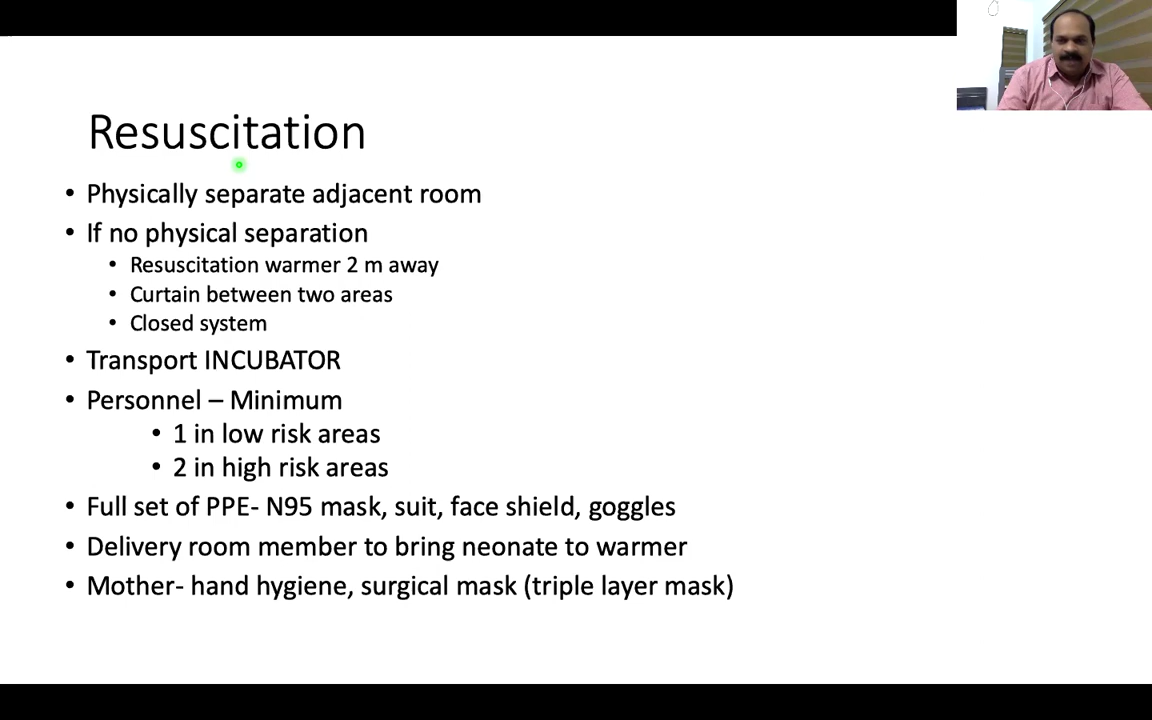 Resuscitation
• Physically separate adjacent room
• If no physical separation
• Resuscitation warmer 2 m away
• Curtain between two areas
• Closed system
• Transport INCUBATOR
• Personnel – Minimum
• 1 in low risk areas
• 2 in high risk areas
• Full set of PPE- N95 mask, suit, face shield, goggles
• Delivery room member to bring neonate to warmer
• Mother- hand hygiene, surgical mask (triple layer mask)